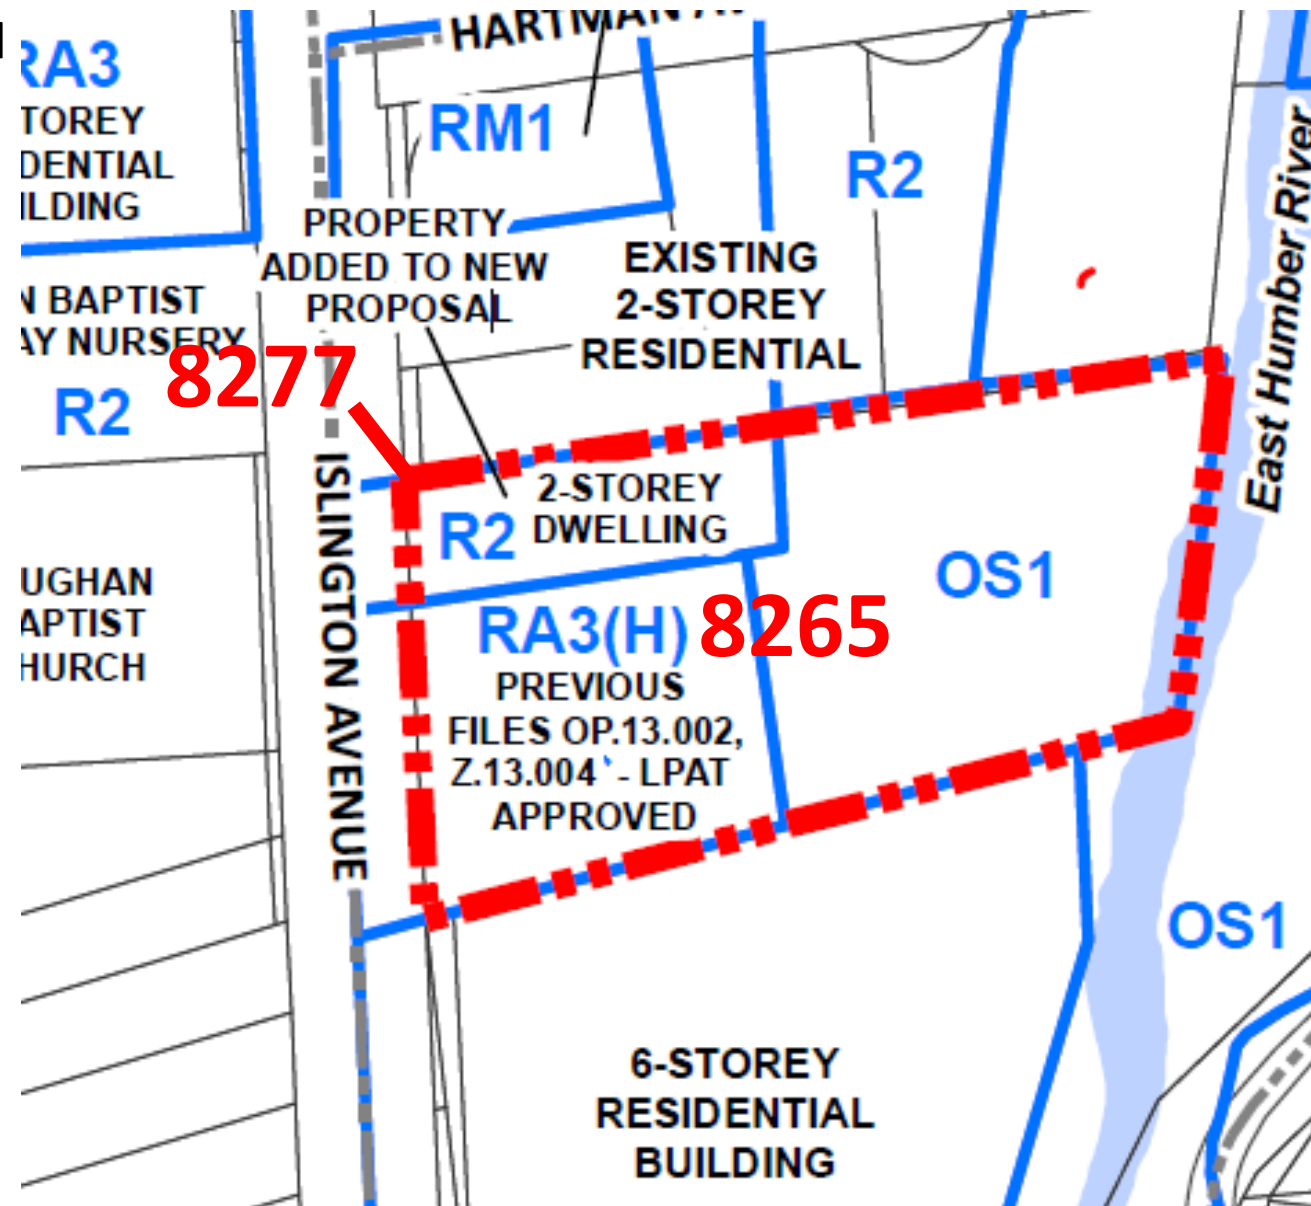 HARTMAN
RA3
TOREY
DENTIAL
ILDING
RM1
R2
PROPERTY
ADDED TO NEW
PROPOSAL
EXISTING
2-STOREY
RESIDENTIAL
East Humber River
N BAPTIST
AY NURSERY
8277
R2
ISLINGTON AVENUE
2-STOREY
DWELLING
R2
OS1
UGHAN
APTIST
HURCH
RA3(H)
8265
PREVIOUS
FILES OP.13.002,
Z.13.004 - LPAT
APPROVED
OS1
6-STOREY
RESIDENTIAL
BUILDING